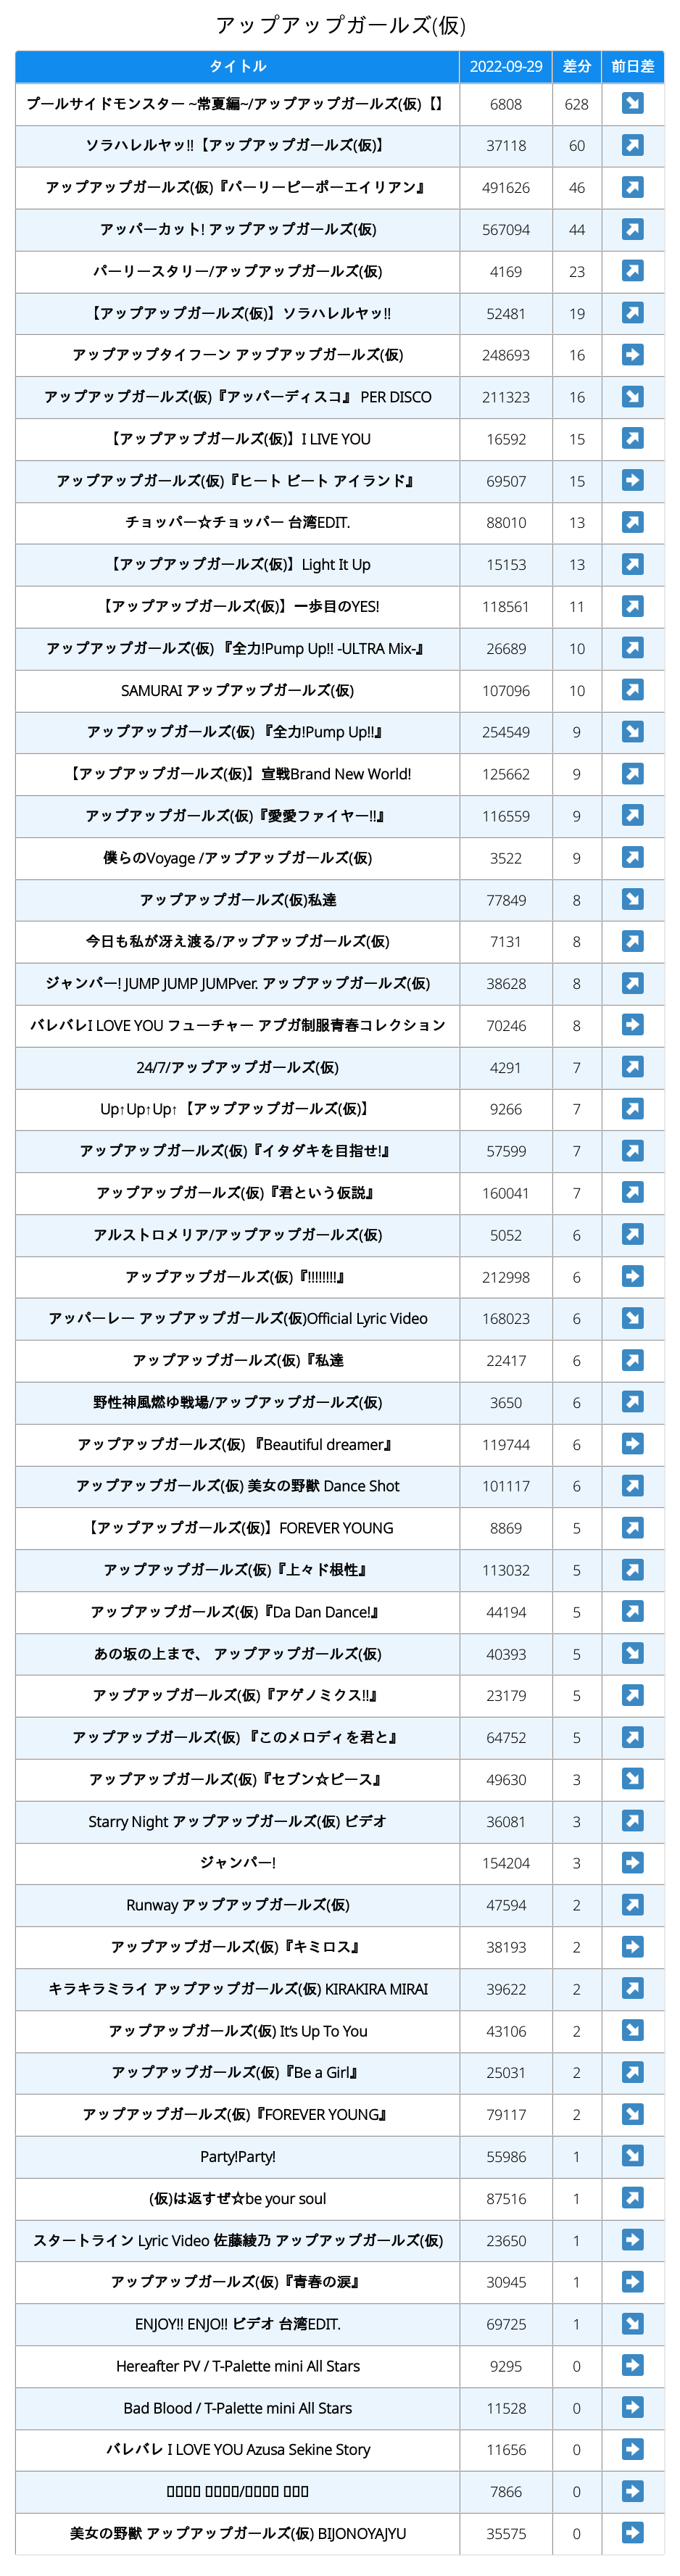 アップアップガールズ(仮)
タイトル 2022-09-29 差分 前日差
プールサイドモンスター ~常夏編~/アップアップガールズ(仮)【】 6808 628
ソラハレルヤッ!!【アップアップガールズ(仮)】 37118 60
アップアップガールズ(仮)『パーリーピーポーエイリアン』 491626 46
アッパーカット! アップアップガールズ(仮) 567094 44
パーリースタリー/アップアップガールズ(仮) 4169 23
【アップアップガールズ(仮)】ソラハレルヤッ!! 52481 19
アップアップタイフーン アップアップガールズ(仮) 248693 16
アップアップガールズ(仮)『アッパーディスコ』 PER DISCO 211323 16
【アップアップガールズ(仮)】I LIVE YOU 16592 15
アップアップガールズ(仮)『ヒート ビート アイランド』 69507 15
チョッパー☆チョッパー 台湾EDIT. 88010 13
【アップアップガールズ(仮)】Light It Up 15153 13
【アップアップガールズ(仮)】一歩目のYES! 118561 11
アップアップガールズ(仮) 『全力!Pump Up!! -ULTRA Mix-』 26689 10
SAMURAI アップアップガールズ(仮) 107096 10
アップアップガールズ(仮) 『全力!Pump Up!!』 254549 9
【アップアップガールズ(仮)】宣戦Brand New World! 125662 9
アップアップガールズ(仮)『愛愛ファイヤー!!』 116559 9
僕らのVoyage /アップアップガールズ(仮) 3522 9
アップアップガールズ(仮)私達 77849 8
今日も私が冴え渡る/アップアップガールズ(仮) 7131 8
ジャンパー! JUMP JUMP JUMPver. アップアップガールズ(仮) 38628 8
バレバレI LOVE YOU フューチャー アプガ制服青春コレクション 70246 8
24/7/アップアップガールズ(仮) 4291 7
Up↑Up↑Up↑【アップアップガールズ(仮)】 9266 7
アップアップガールズ(仮)『イタダキを目指せ!』 57599 7
アップアップガールズ(仮)『君という仮説』 160041 7
アルストロメリア/アップアップガールズ(仮) 5052 6
アップアップガールズ(仮)『!!!!!!!!』 212998 6
アッパーレー アップアップガールズ(仮)Official Lyric Video 168023 6
アップアップガールズ(仮)『私達 22417 6
野性神風燃ゆ戦場/アップアップガールズ(仮) 3650 6
アップアップガールズ(仮) 『Beautiful dreamer』 119744 6
アップアップガールズ(仮) 美女の野獣 Dance Shot 101117 6
【アップアップガールズ(仮)】FOREVER YOUNG 8869 5
アップアップガールズ(仮)『上々ド根性』 113032 5
アップアップガールズ(仮)『Da Dan Dance!』 44194 5
あの坂の上まで、 アップアップガールズ(仮) 40393 5
アップアップガールズ(仮)『アゲノミクス!!』 23179 5
アップアップガールズ(仮) 『このメロディを君と』 64752 5
アップアップガールズ(仮)『セブン☆ピース』 49630 3
Starry Night アップアップガールズ(仮) ビデオ 36081 3
ジャンパー! 154204 3
Runway アップアップガールズ(仮) 47594 2
アップアップガールズ(仮)『キミロス』 38193 2
キラキラミライ アップアップガールズ(仮) KIRAKIRA MIRAI 39622 2
アップアップガールズ(仮) It's Up To You 43106 2
アップアップガールズ(仮)『Be a Girl』 25031 2
アップアップガールズ(仮)『FOREVER YOUNG』 79117 2
Party!Party! 55986 1
(仮)は返すぜ☆be your soul 87516 1
スタートライン Lyric Video 佐藤綾乃 アップアップガールズ(仮) 23650 1
アップアップガールズ(仮)『青春の涙』 30945 1
ENJOY!! ENJO!! ビデオ 台湾EDIT. 69725 1
Hereafter PV / T-Palette mini All Stars 9295 0
Bad Blood / T-Palette mini All Stars 11528 0
バレバレ I LOVE YOU Azusa Sekine Story 11656 0
7866 0
美女の野獣 アップアップガールズ(仮) BIJONOYAJYU 35575 0